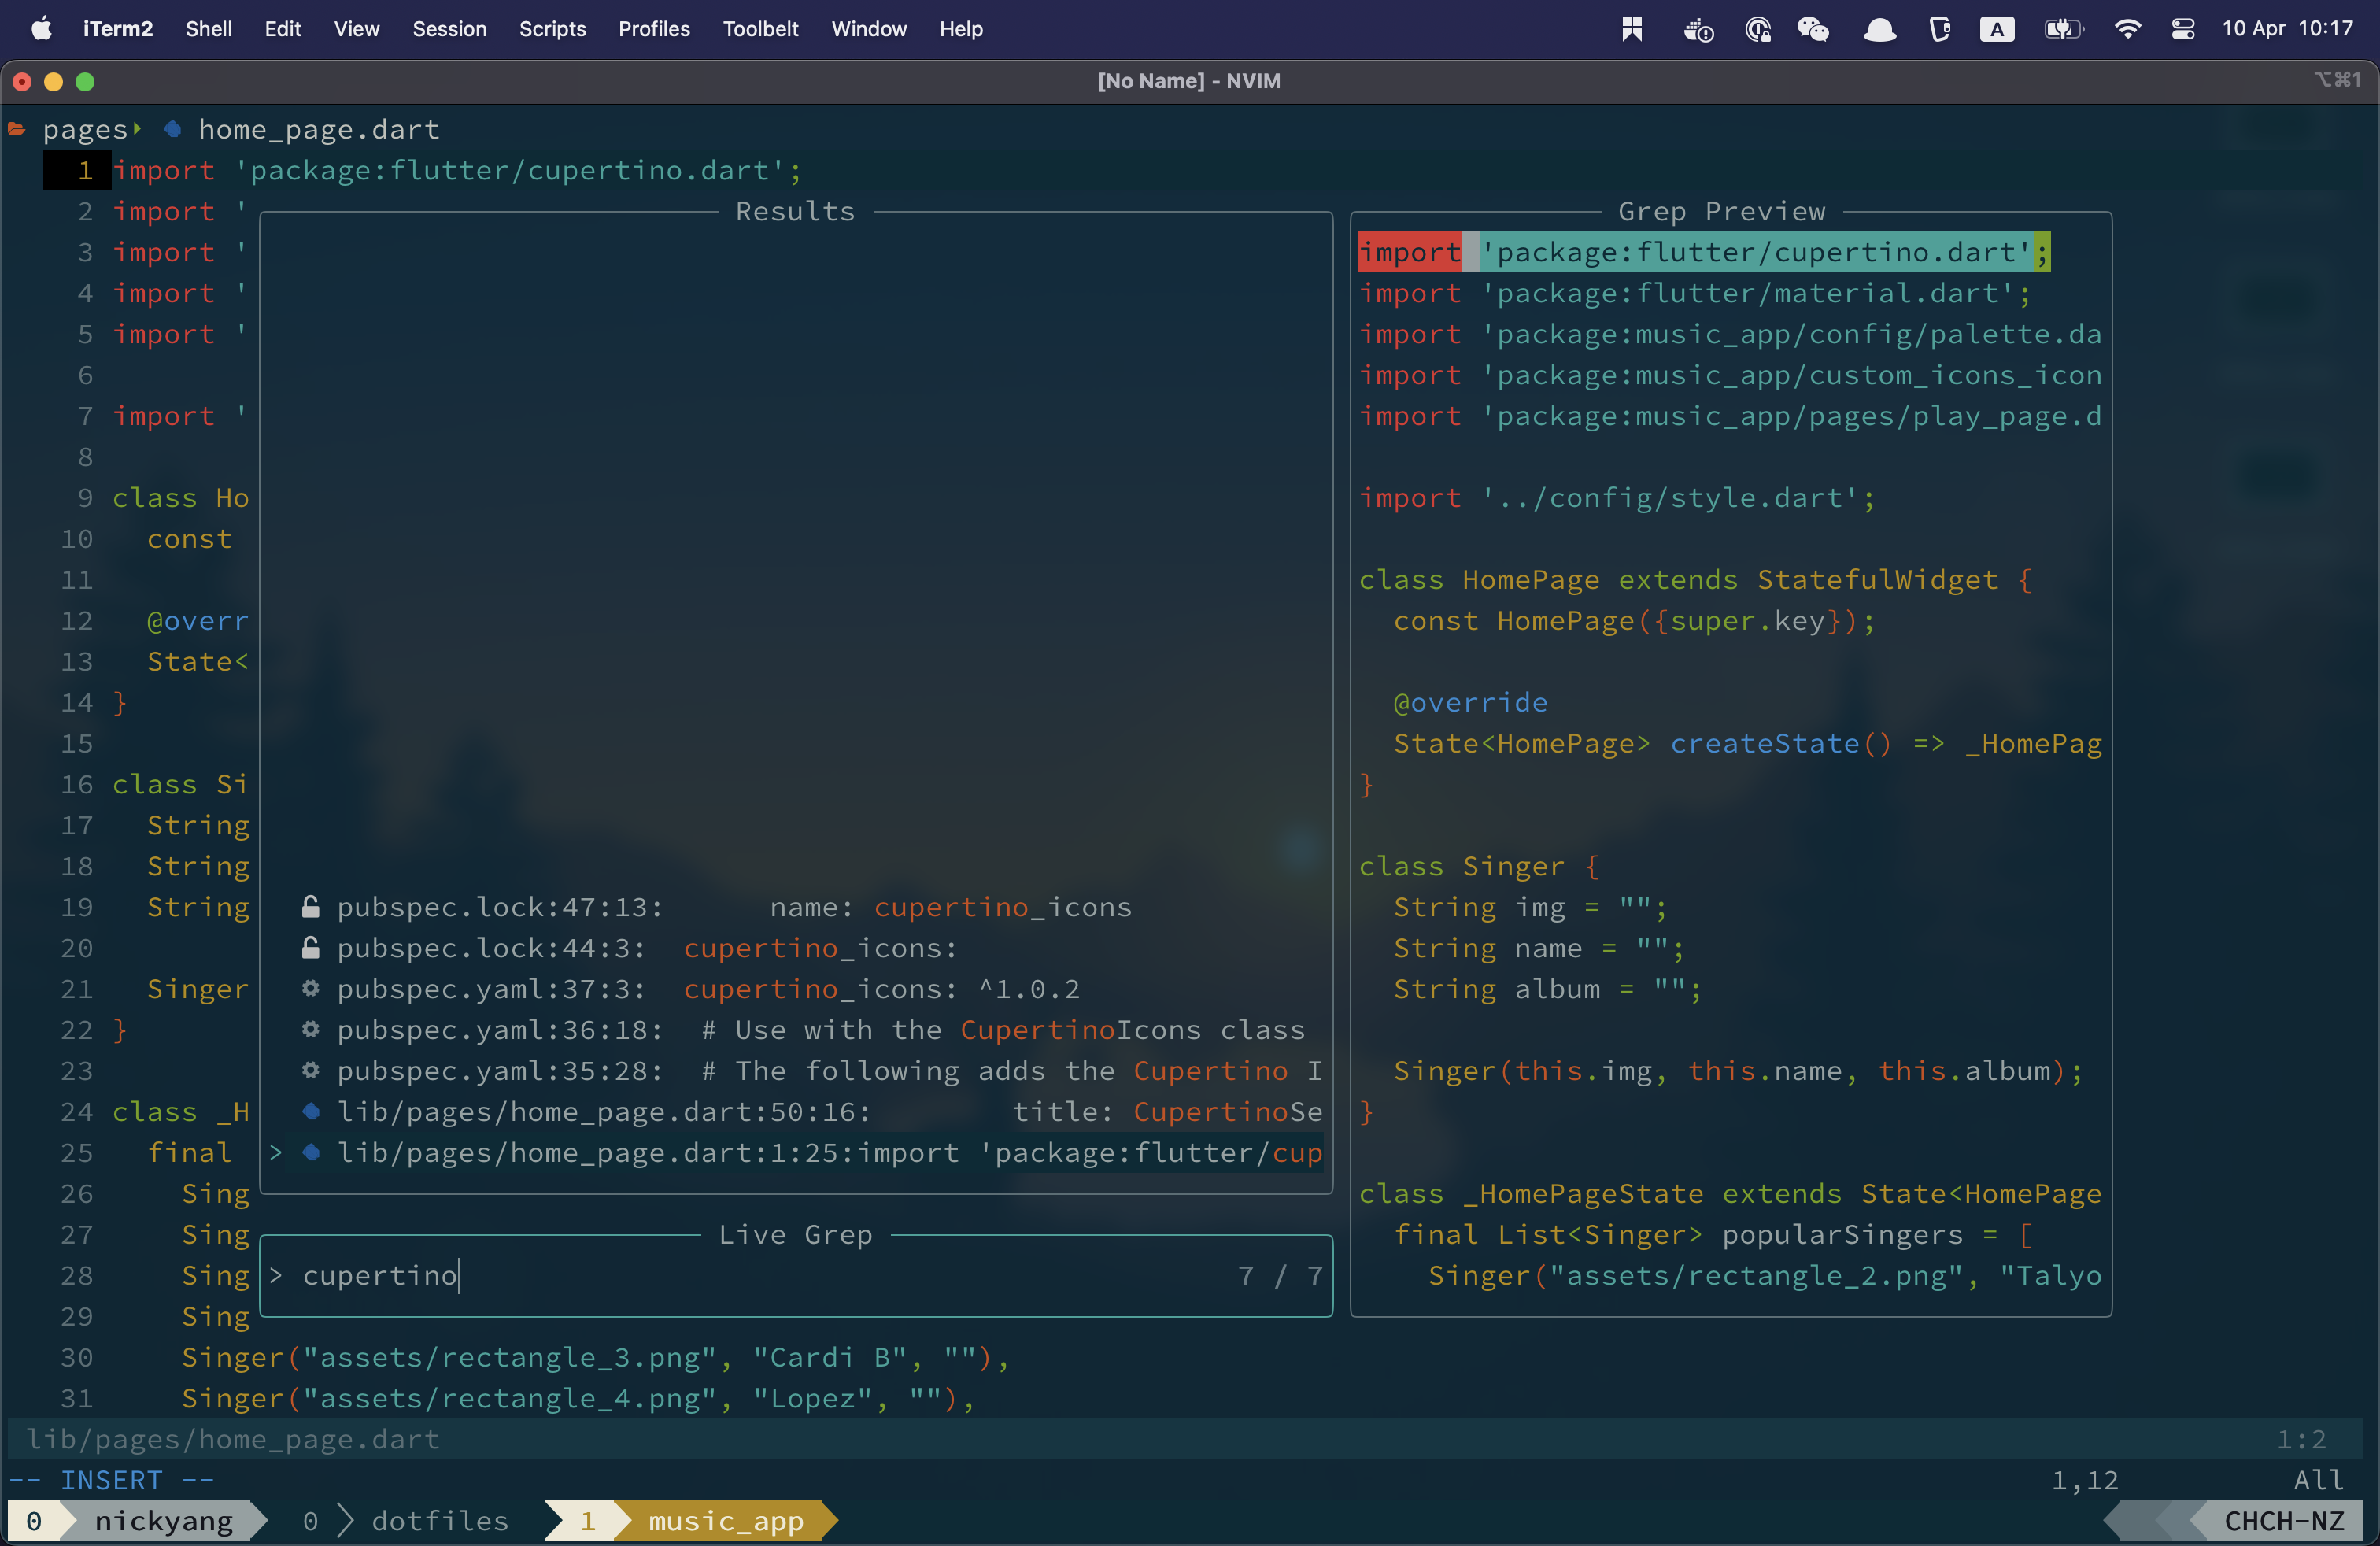 iTerm2 Shell Edit View Session Scripts Profiles Toolbelt Window Help A 10 Apr 10:17
[No Name] - NVIM ⌥⌘1
pages home_page.dart
1 import 'package:flutter/cupertino.dart';
2 import '
3 import '
4 import '
5 import '
6
7 import '
8
9 class Ho
10 const
11
12 @overr
13 State<
14 }
15
16 class Si
17 String
18 String
19 String
20
21 Singer
22 }
23
24 class _H
25 final
26 Sing
27 Sing
28 Sing
29 Sing
30 Singer("assets/rectangle_3.png", "Cardi B", ""),
31 Singer("assets/rectangle_4.png", "Lopez", ""),
Results
pubspec.lock:47:13: name: cupertino_icons
pubspec.lock:44:3: cupertino_icons:
pubspec.yaml:37:3: cupertino_icons: ^1.0.2
pubspec.yaml:36:18: # Use with the CupertinoIcons class
pubspec.yaml:35:28: # The following adds the Cupertino I
lib/pages/home_page.dart:50:16: title: CupertinoSe
> lib/pages/home_page.dart:1:25:import 'package:flutter/cup
Live Grep
> cupertino 7 / 7
Grep Preview
import 'package:flutter/cupertino.dart';
import 'package:flutter/material.dart';
import 'package:music_app/config/palette.da
import 'package:music_app/custom_icons_icon
import 'package:music_app/pages/play_page.d
import '../config/style.dart';
class HomePage extends StatefulWidget {
const HomePage({super.key});
@override
State<HomePage> createState() => _HomePag
}
class Singer {
String img = "";
String name = "";
String album = "";
Singer(this.img, this.name, this.album);
}
class _HomePageState extends State<HomePage
final List<Singer> popularSingers = [
Singer("assets/rectangle_2.png", "Talyo
lib/pages/home_page.dart 1:2
-- INSERT -- 1,12 All
0 nickyang 0 dotfiles 1 music_app CHCH-NZ